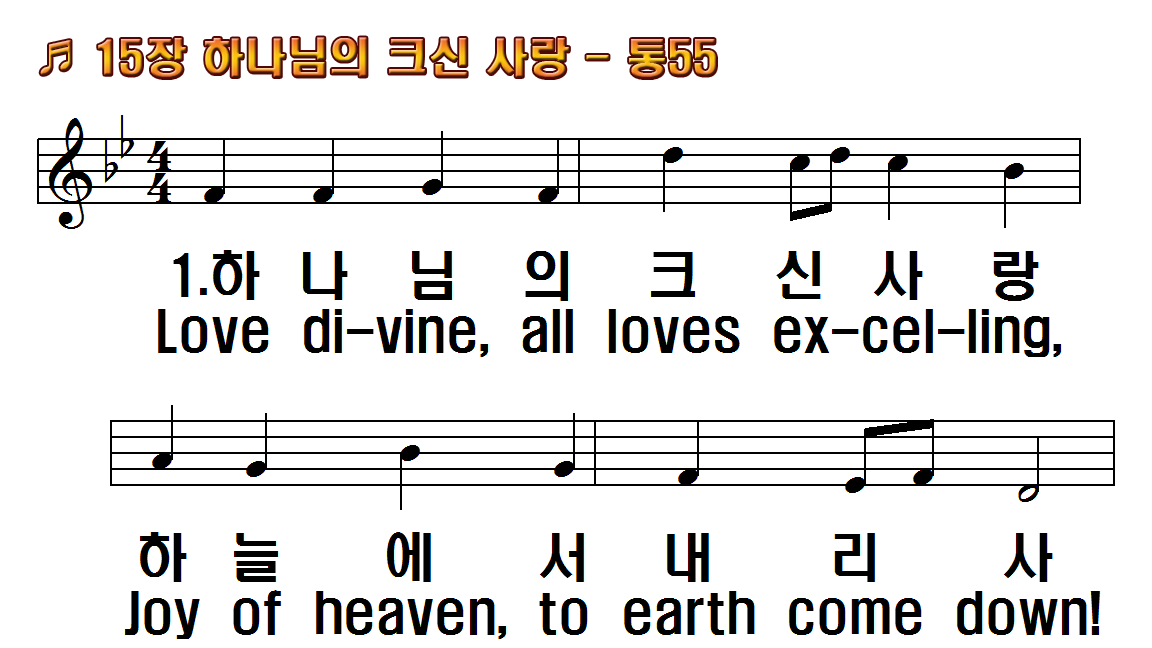 ♬ 15장 하나님의 크신 사랑 - 통55
4
4
1.하 나 님 의 크 신 사 랑
Love di-vine, all loves ex-cel-ling,
하 늘 에 서 내 리 사
Joy of heaven, to earth come down!